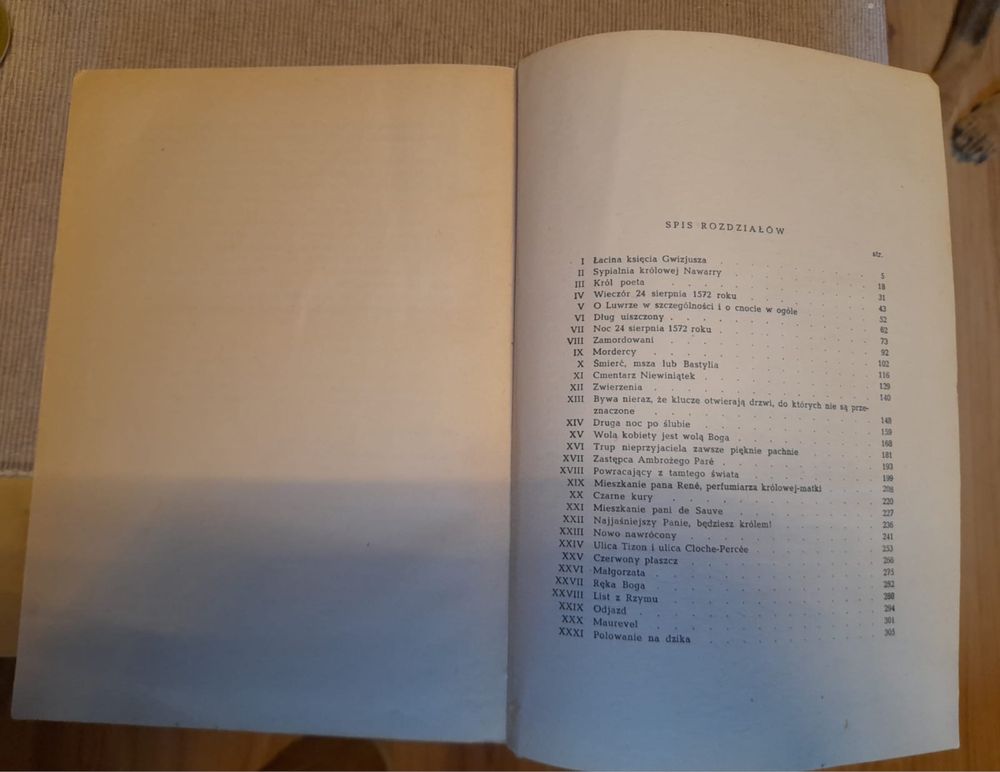 SPIS ROZDZIAŁÓW
str.
I Łacina księcia Gwizjusza . . . . . . . . 5
II Sypialnia królowej Nawarry . . . . . . . . 18
III Król poeta . . . . . . . . 31
IV Wieczór 24 sierpnia 1572 roku . . . . . . . . 43
V O Luwrze w szczególności i o cnocie w ogóle . . . . 52
VI Dług uiszczony . . . . . . . . 62
VII Noc 24 sierpnia 1572 roku . . . . . . . . 73
VIII Zamordowani . . . . . . . . 92
IX Mordercy . . . . . . . . 102
X Śmierć, msza lub Bastylia . . . . . . . . 116
XI Cmentarz Niewiniątek . . . . . . . . 129
XII Zwierzenia . . . . . . . . 140
XIII Bywa nieraz, że klucze otwierają drzwi, do których nie są prze-
znaczone . . . . . . . . 148
XIV Druga noc po ślubie . . . . . . . . 159
XV Wola kobiety jest wolą Boga . . . . . . . . 168
XVI Trup nieprzyjaciela zawsze pięknie pachnie . . . . 181
XVII Zastępca Ambrożego Paré . . . . . . . . 193
XVIII Powracający z tamtego świata . . . . . . . . 199
XIX Mieszkanie pana René, perfumiarza królowej-matki . . . . 208
XX Czarne kury . . . . . . . . 220
XXI Mieszkanie pani de Sauve . . . . . . . . 227
XXII Najjaśniejszy Panie, będziesz królem! . . . . . . 236
XXIII Nowo nawrócony . . . . . . . . 241
XXIV Ulica Tizon i ulica Cloche-Percée . . . . . . 253
XXV Czerwony płaszcz . . . . . . . . 266
XXVI Małgorzata . . . . . . . . 275
XXVII Ręka Boga . . . . . . . . 282
XXVIII List z Rzymu . . . . . . . . 288
XXIX Odjazd . . . . . . . . 294
XXX Maurevel . . . . . . . . 301
XXXI Polowanie na dzika . . . . . . . . 305